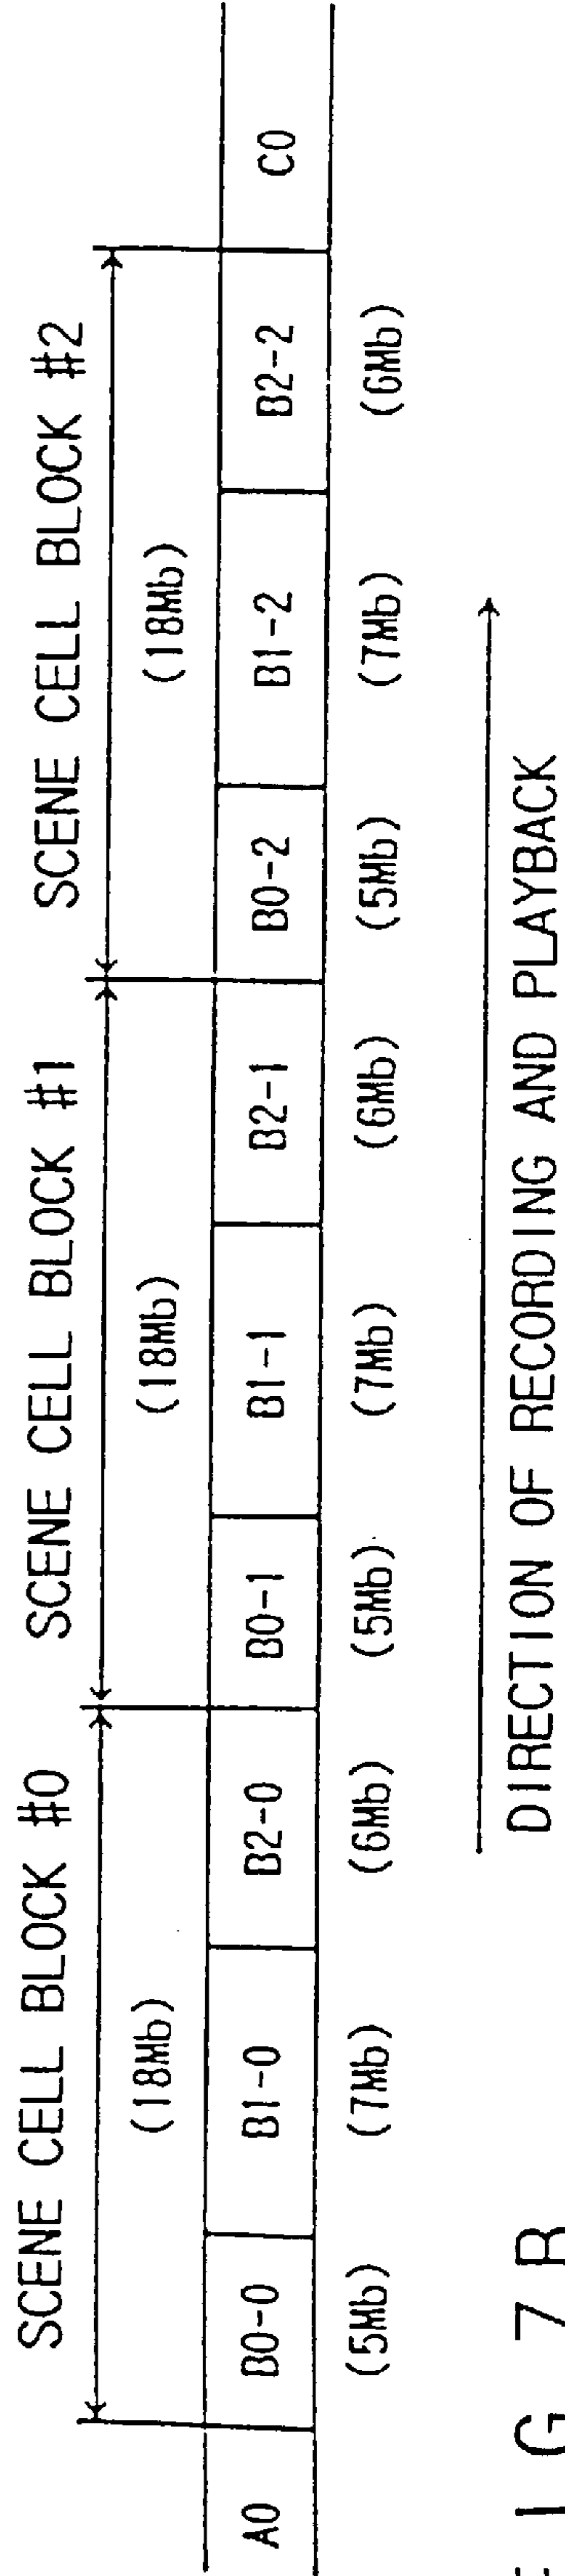 SCENE CELL BLOCK #0 SCENE CELL BLOCK #1 SCENE CELL BLOCK #2
(18Mb) (18Mb) (18Mb)
A0 B0-0 B1-0 B2-0 B0-1 B1-1 B2-1 B0-2 B1-2 B2-2 C0
(5Mb) (7Mb) (6Mb) (5Mb) (7Mb) (6Mb) (5Mb) (7Mb) (6Mb)
DIRECTION OF RECORDING AND PLAYBACK
FIG 7B